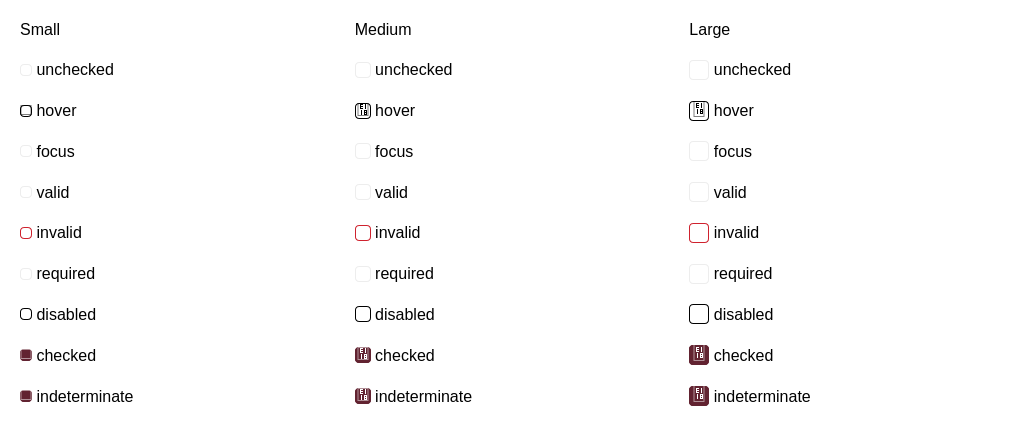 Small Medium Large
unchecked unchecked unchecked
hover hover hover
focus focus focus
valid valid valid
invalid invalid invalid
required required required
disabled disabled disabled
checked checked checked
indeterminate indeterminate indeterminate